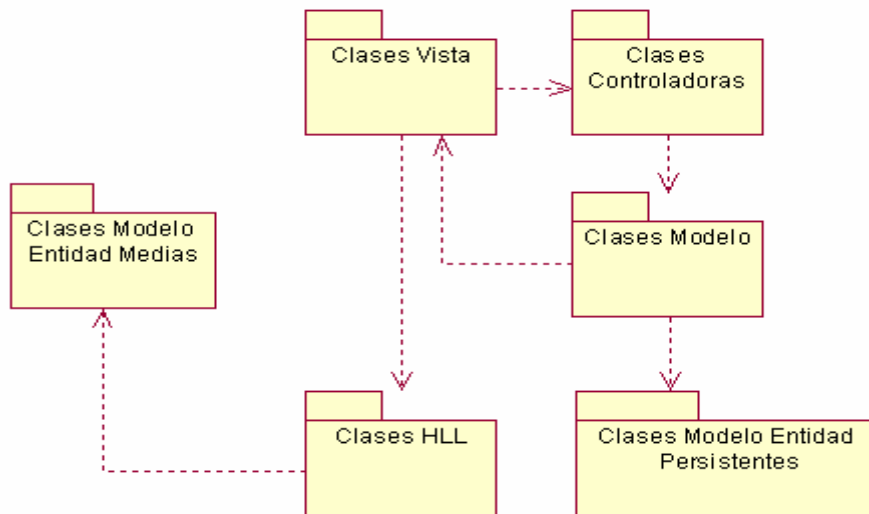 Clases Vista
Clases
Controladoras
Clases Modelo
Entidad Medias
Clases Modelo
Clases HLL
Clases Modelo Entidad
Persistentes